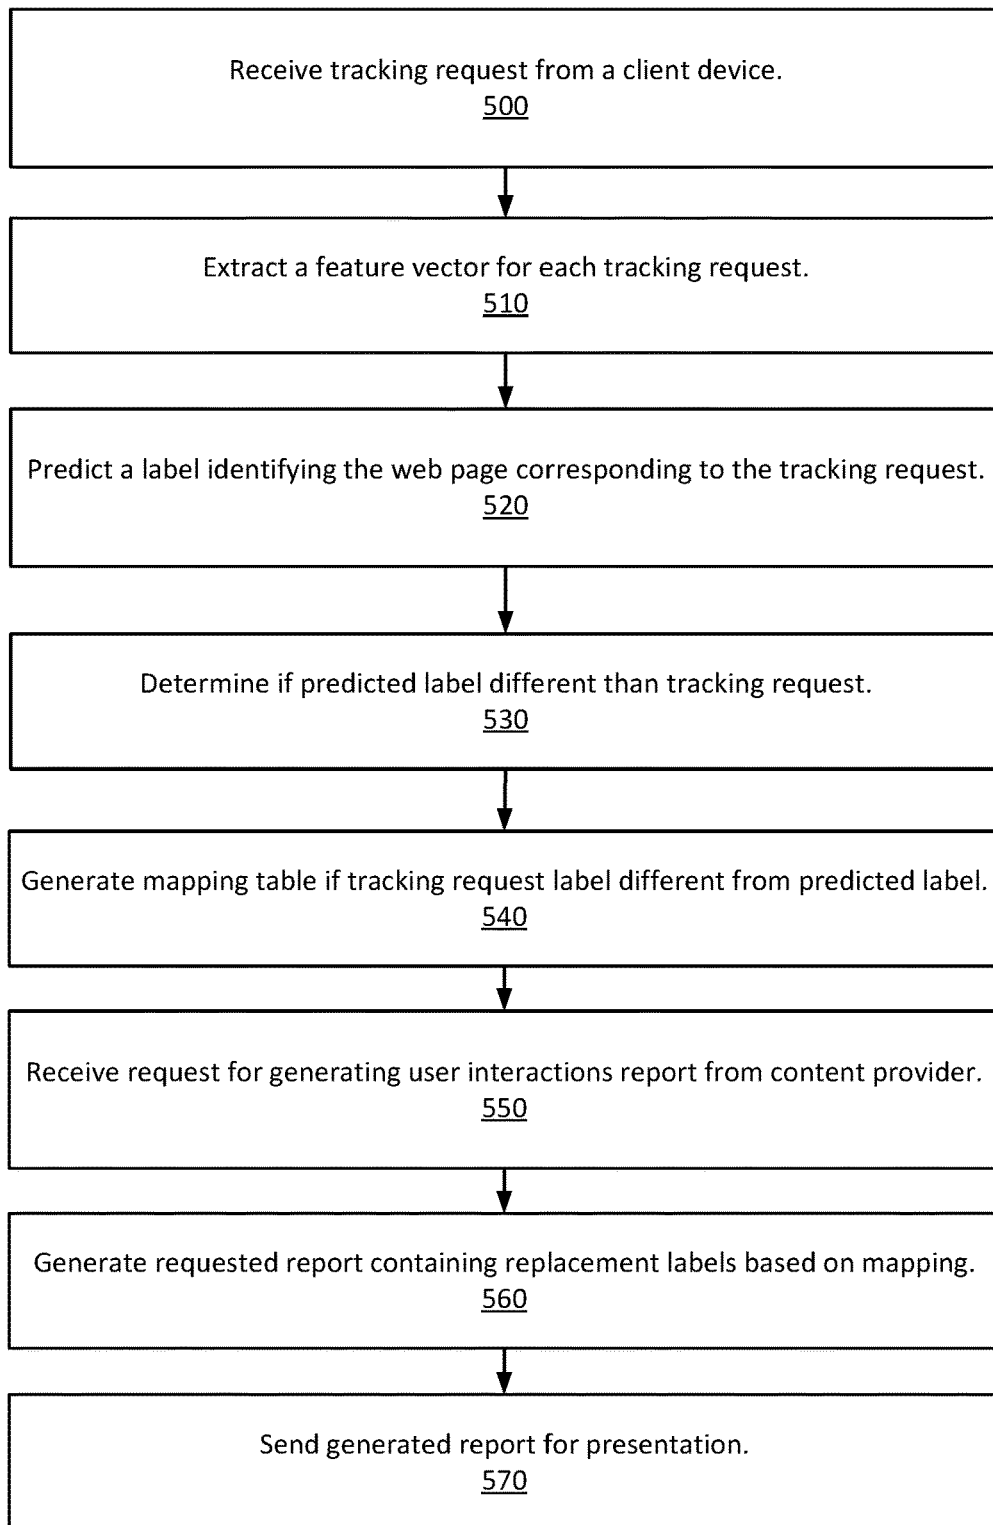 Receive tracking request from a client device.
500
Extract a feature vector for each tracking request.
510
Predict a label identifying the web page corresponding to the tracking request.
520
Determine if predicted label different than tracking request.
530
Generate mapping table if tracking request label different from predicted label.
540
Receive request for generating user interactions report from content provider.
550
Generate requested report containing replacement labels based on mapping.
560
Send generated report for presentation.
570